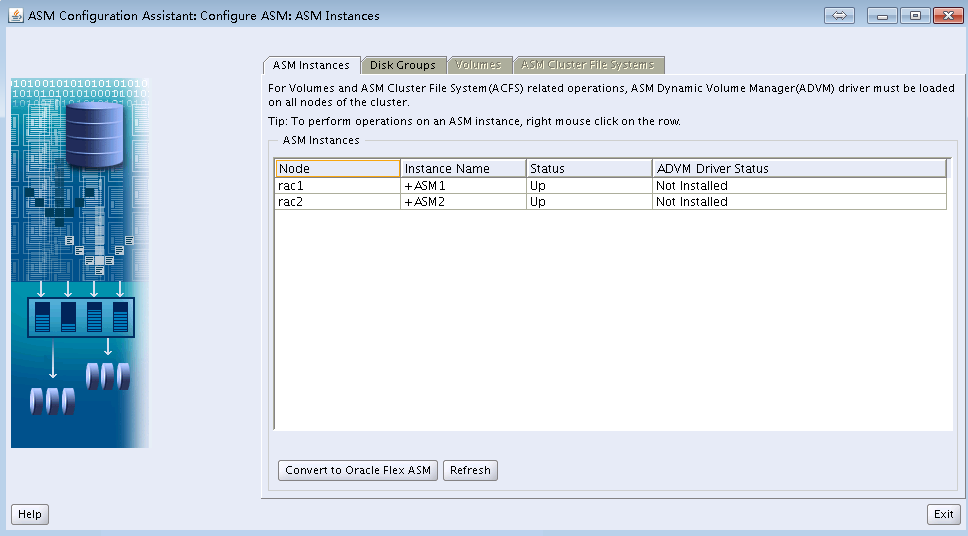 ASM Configuration Assistant: Configure ASM: ASM Instances
ASM Instances Disk Groups Volumes ASM Cluster File Systems
For Volumes and ASM Cluster File System(ACFS) related operations, ASM Dynamic Volume Manager(ADVM) driver must be loaded
on all nodes of the cluster.
Tip: To perform operations on an ASM instance, right mouse click on the row.
ASM Instances
Node Instance Name Status ADVM Driver Status
rac1 +ASM1 Up Not Installed
rac2 +ASM2 Up Not Installed
Convert to Oracle Flex ASM Refresh
Help Exit